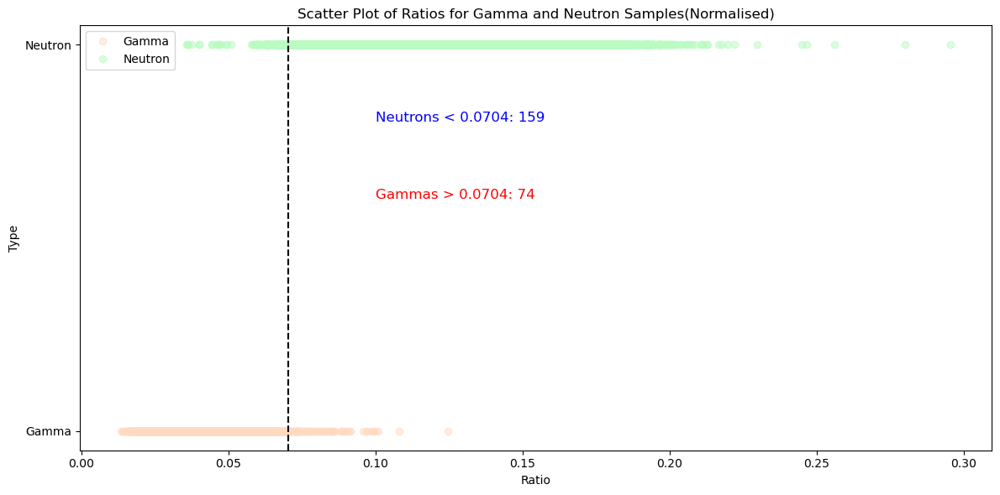 Scatter Plot of Ratios for Gamma and Neutron Samples(Normalised)
Gamma
Neutron
Neutron
Neutrons < 0.0704: 159
Gammas > 0.0704: 74
Type
Gamma
0.00 0.05 0.10 0.15 0.20 0.25 0.30
Ratio